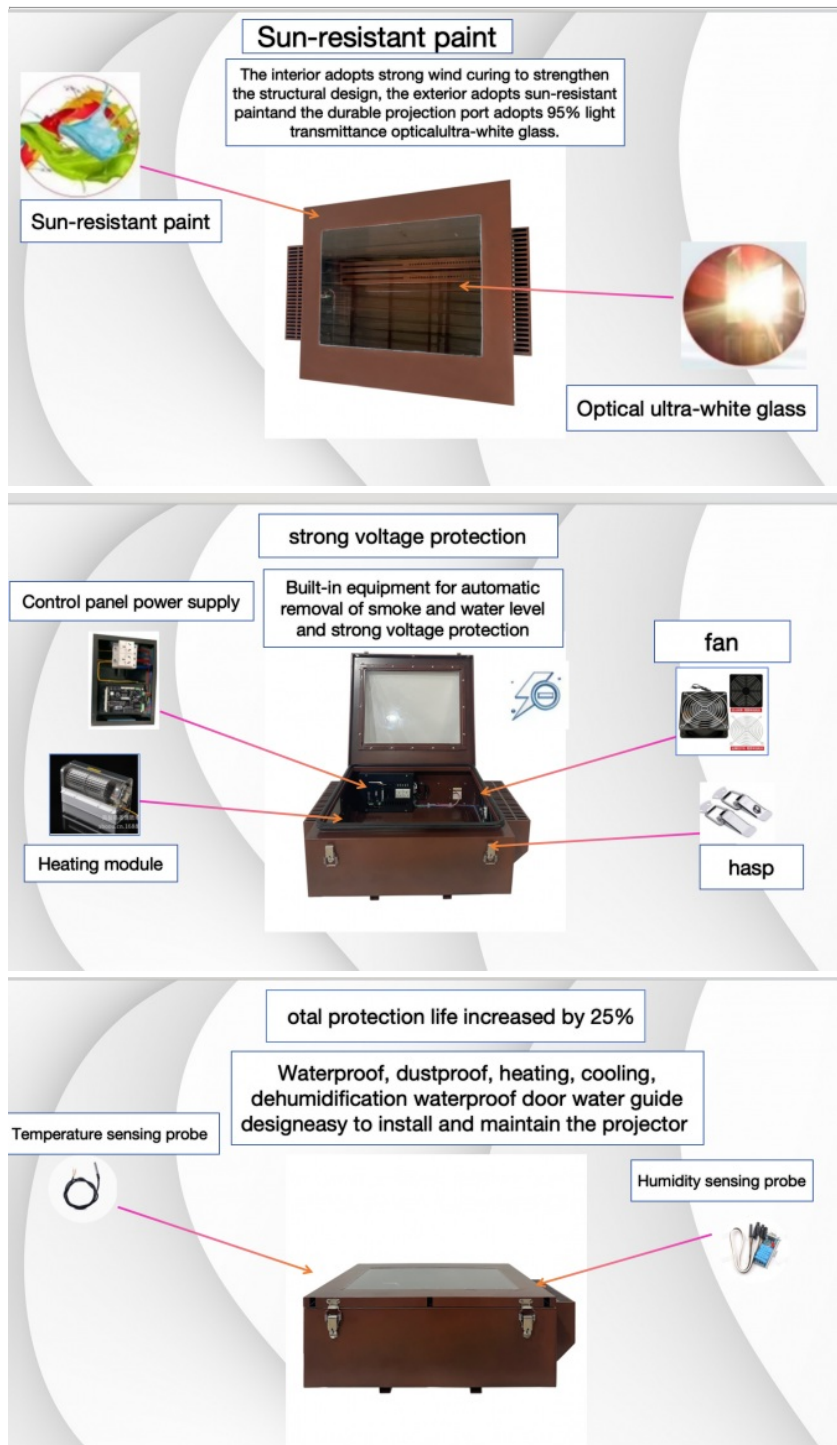 Sun-resistant paint
The interior adopts strong wind curing to strengthen
the structural design, the exterior adopts sun-resistant
paintand the durable projection port adopts 95% light
transmittance opticalultra-white glass.
Sun-resistant paint
Optical ultra-white glass
strong voltage protection
Control panel power supply
Built-in equipment for automatic
removal of smoke and water level
and strong voltage protection
fan
Heating module
hasp
otal protection life increased by 25%
Waterproof, dustproof, heating, cooling,
dehumidification waterproof door water guide
designeasy to install and maintain the projector
Temperature sensing probe
Humidity sensing probe